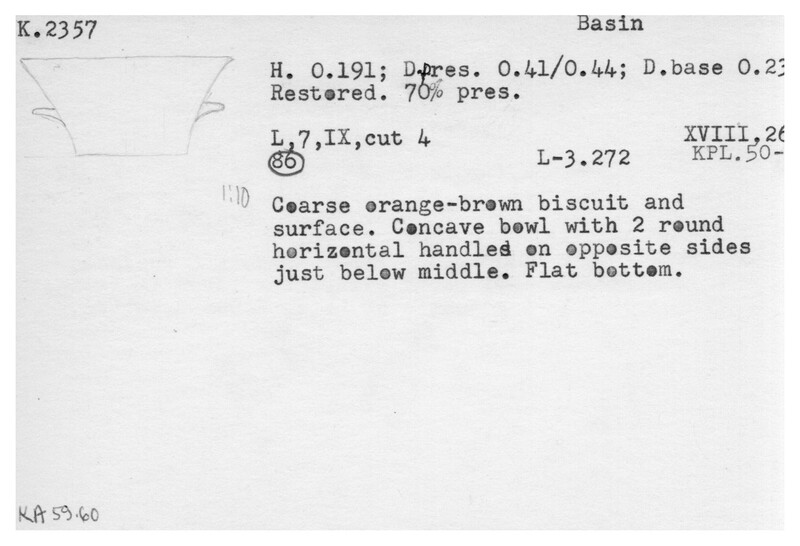 K.2357
Basin
H. 0.191; D.pres. 0.41/0.44; D.base 0.23
Restored. 70% pres.
L,7,IX,cut 4
XVIII,26
86
L-3.272
KPL.50-
1:10
Coarse orange-brown biscuit and
surface. Concave bowl with 2 round
horizontal handled on opposite sides
just below middle. Flat bottom.
KA 59.60